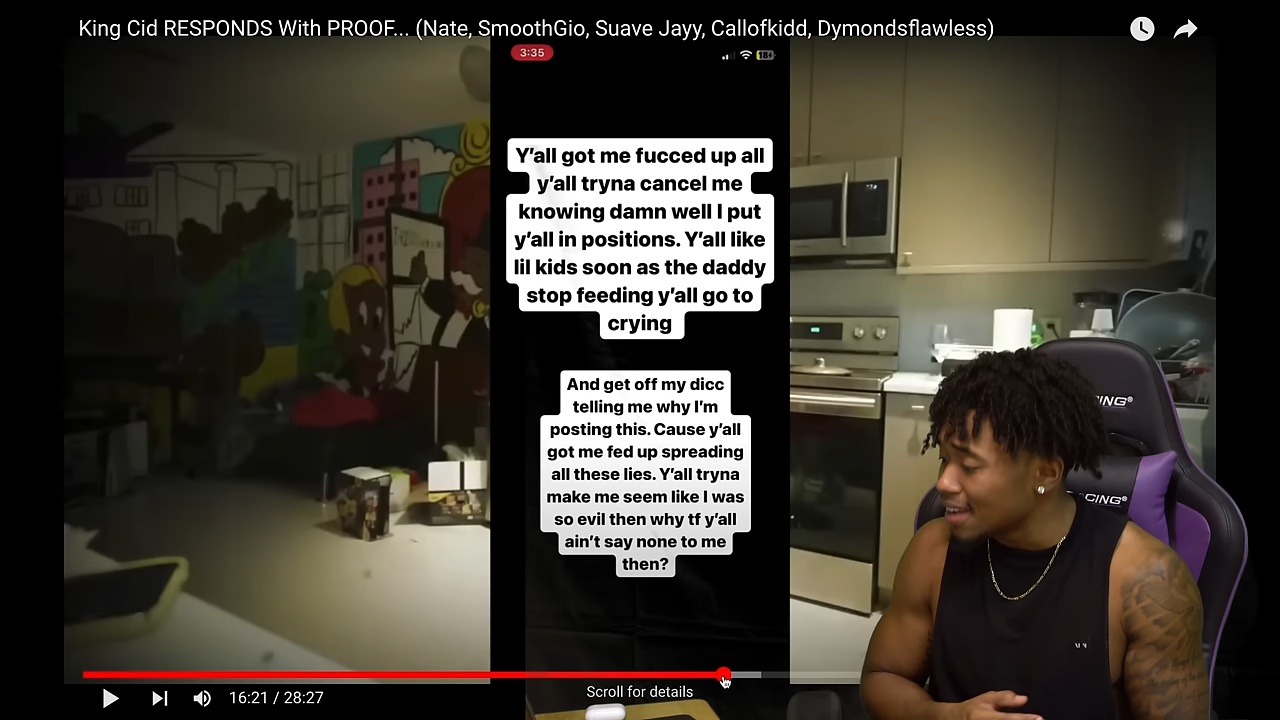 King Cid RESPONDS With PROOF... (Nate, SmoothGio, Suave Jayy, Callofkidd, Dymondsflawless)
3:35
18+
Y'all got me fucced up all
y'all tryna cancel me
knowing damn well I put
y'all in positions. Y'all like
lil kids soon as the daddy
stop feeding y'all go to
crying
And get off my dicc
telling me why I'm
posting this. Cause y'all
got me fed up spreading
all these lies. Y'all tryna
make me seem like I was
so evil then why tf y'all
ain't say none to me
then?
CING®
ACING®
16:21 / 28:27
Scroll for details